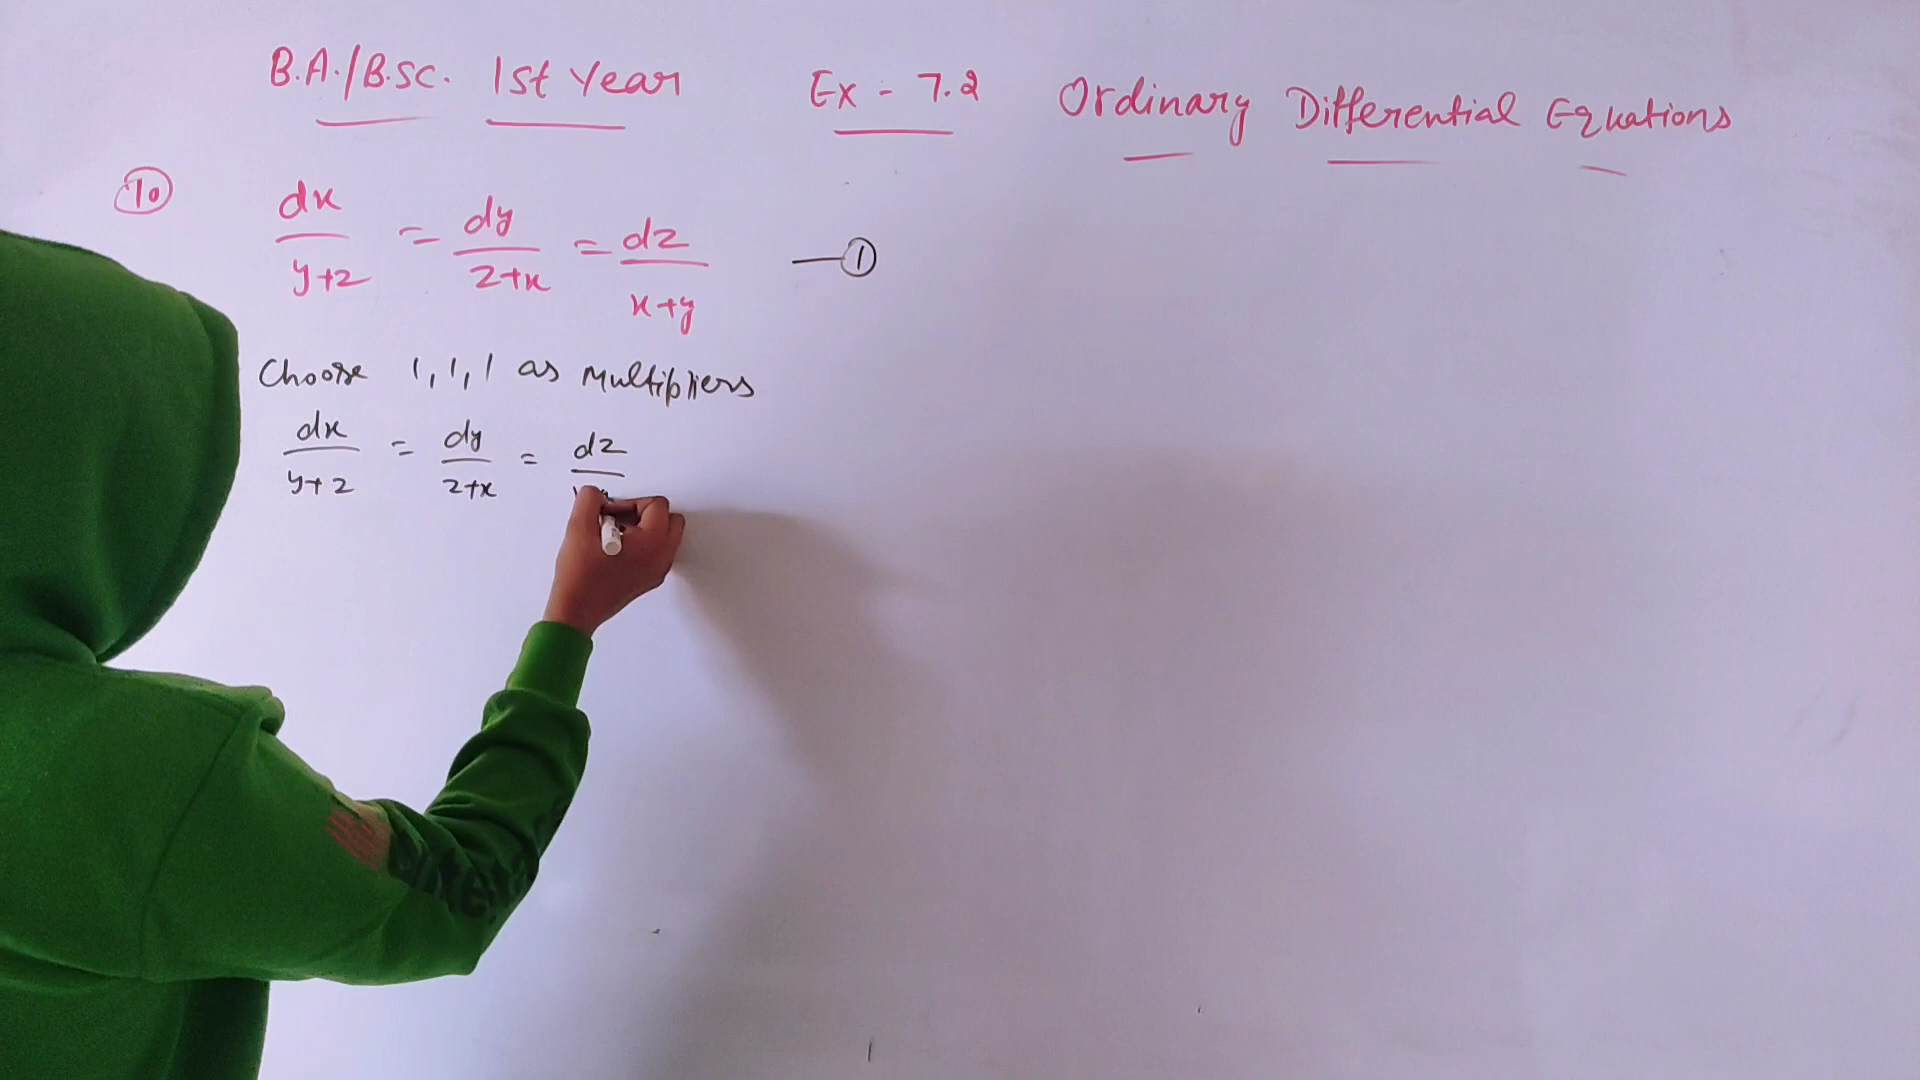 B.A./B.SC. 1st Year Ex - 7.2 Ordinary Differential Equations
10 dx/y+z = dy/z+x = dz/x+y — 1
Choose 1, 1, 1 as Multipliers
dx/y+z = dy/z+x = dz